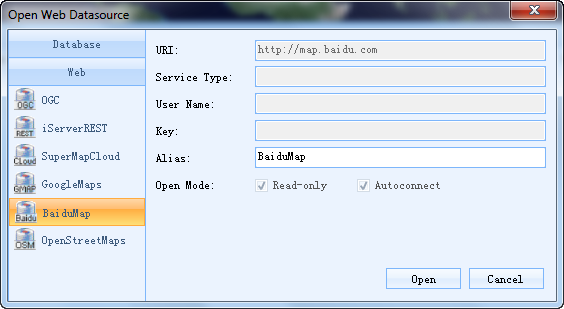 Open Web Datasource
Database
Web
OGC OGC
REST iServerREST
CLoud SuperMapCloud
GMAP GoogleMaps
Baidu BaiduMap
OSM OpenStreetMaps
URI: http://map.baidu.com
Service Type:
User Name:
Key:
Alias: BaiduMap
Open Mode: Read-only Autoconnect
Open Cancel